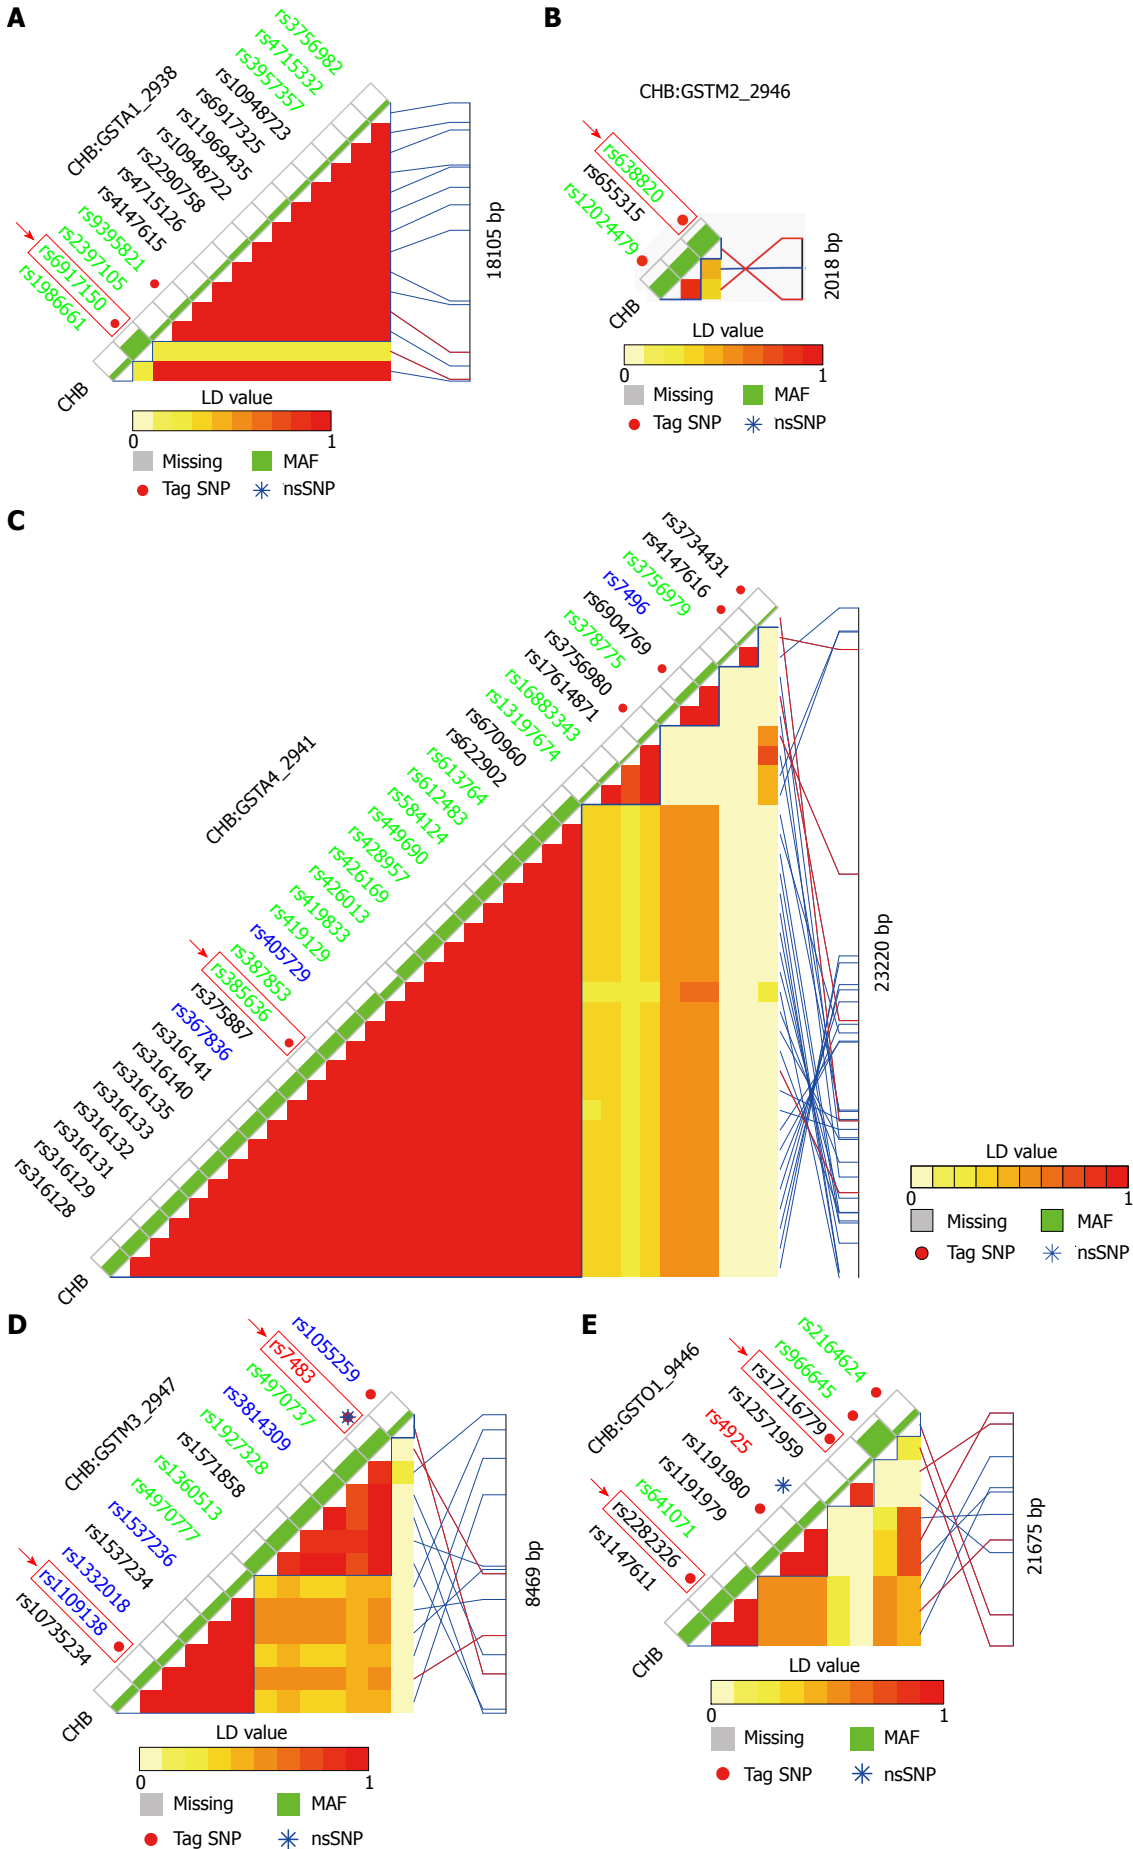 A
CHB:GSTA1_2938
rs3756982
rs4715332
rs3957357
rs10948723
rs6917325
rs11969435
rs10948722
rs2290758
rs4715126
rs4147615
rs9395821
rs2397105
rs6917150
rs1986661
CHB
18105 bp
LD value
0 1
Missing MAF
Tag SNP nsSNP
B
CHB:GSTM2_2946
rs638820
rs655315
rs12024479
CHB
2018 bp
LD value
0 1
Missing MAF
Tag SNP nsSNP
C
CHB:GSTA4_2941
rs3734431
rs4147616
rs3756979
rs7496
rs6904769
rs378775
rs3756980
rs17614871
rs16883343
rs13197674
rs670960
rs622902
rs613764
rs612483
rs584124
rs449690
rs428957
rs426169
rs426013
rs419833
rs419129
rs405729
rs387853
rs385636
rs375887
rs367836
rs316141
rs316140
rs316135
rs316133
rs316132
rs316131
rs316129
rs316128
CHB
23220 bp
LD value
0 1
Missing MAF
Tag SNP nsSNP
D
CHB:GSTM3_2947
rs1055259
rs7483
rs4970737
rs3814309
rs1927328
rs1571858
rs1360513
rs4970777
rs1537236
rs1537234
rs1332018
rs1109138
rs10735234
CHB
8469 bp
LD value
0 1
Missing MAF
Tag SNP nsSNP
E
CHB:GSTO1_9446
rs2164624
rs966645
rs17116779
rs12571959
rs4925
rs1191980
rs1191979
rs641071
rs2282326
rs1147611
CHB
21675 bp
LD value
0 1
Missing MAF
Tag SNP nsSNP